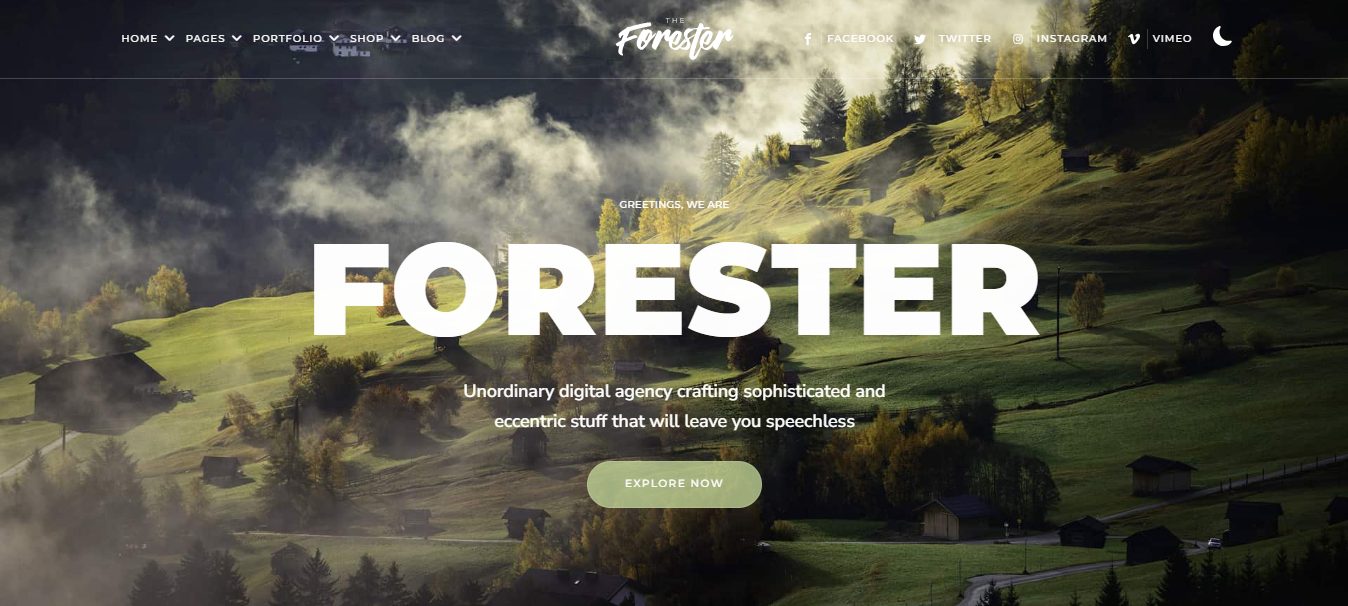 HOME PAGES PORTFOLIO SHOP BLOG
THE
Forester
FACEBOOK TWITTER INSTAGRAM VIMEO
GREETINGS, WE ARE
FORESTER
Unordinary digital agency crafting sophisticated and
eccentric stuff that will leave you speechless
EXPLORE NOW